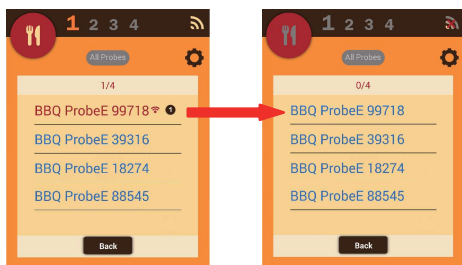 1 2 3 4
All Probes
1/4
BBQ ProbeE 99718 1
BBQ ProbeE 39316
BBQ ProbeE 18274
BBQ ProbeE 88545
Back
1 2 3 4
All Probes
0/4
BBQ ProbeE 99718
BBQ ProbeE 39316
BBQ ProbeE 18274
BBQ ProbeE 88545
Back